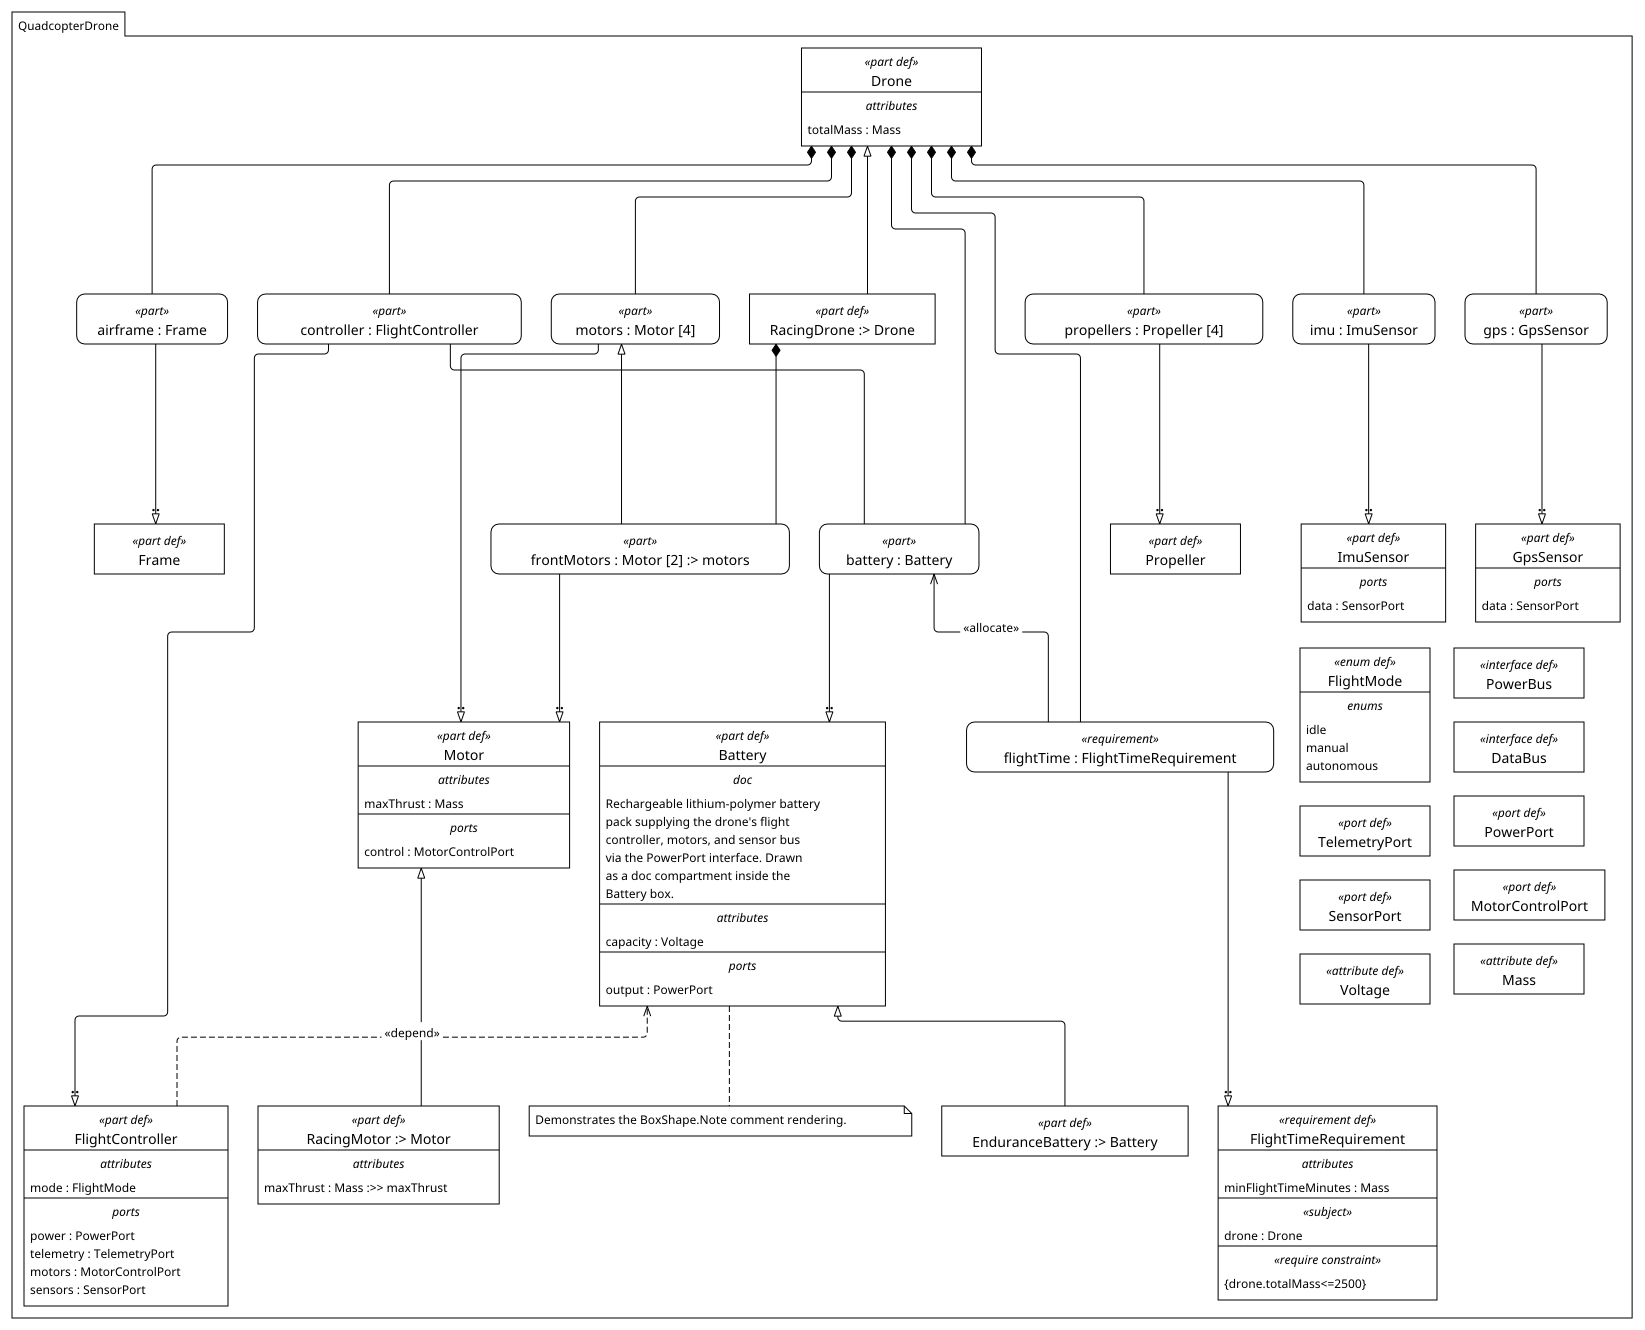 QuadcopterDrone
«part def»
Drone
attributes
totalMass : Mass
«part»
airframe : Frame
«part»
controller : FlightController
«part»
motors : Motor [4]
«part def»
RacingDrone :> Drone
«part»
propellers : Propeller [4]
«part»
imu : ImuSensor
«part»
gps : GpsSensor
«part def»
Frame
«part»
frontMotors : Motor [2] :> motors
«part»
battery : Battery
«part def»
Propeller
«part def»
ImuSensor
ports
data : SensorPort
«part def»
GpsSensor
ports
data : SensorPort
«allocate»
«part def»
Motor
attributes
maxThrust : Mass
ports
control : MotorControlPort
«part def»
Battery
doc
Rechargeable lithium-polymer battery
pack supplying the drone's flight
controller, motors, and sensor bus
via the PowerPort interface. Drawn
as a doc compartment inside the
Battery box.
attributes
capacity : Voltage
ports
output : PowerPort
«requirement»
flightTime : FlightTimeRequirement
«enum def»
FlightMode
enums
idle
manual
autonomous
«interface def»
PowerBus
«interface def»
DataBus
«port def»
TelemetryPort
«port def»
PowerPort
«port def»
SensorPort
«port def»
MotorControlPort
«attribute def»
Voltage
«attribute def»
Mass
«depend»
«part def»
FlightController
attributes
mode : FlightMode
ports
power : PowerPort
telemetry : TelemetryPort
motors : MotorControlPort
sensors : SensorPort
«part def»
RacingMotor :> Motor
attributes
maxThrust : Mass :>> maxThrust
Demonstrates the BoxShape.Note comment rendering.
«part def»
EnduranceBattery :> Battery
«requirement def»
FlightTimeRequirement
attributes
minFlightTimeMinutes : Mass
«subject»
drone : Drone
«require constraint»
{drone.totalMass<=2500}